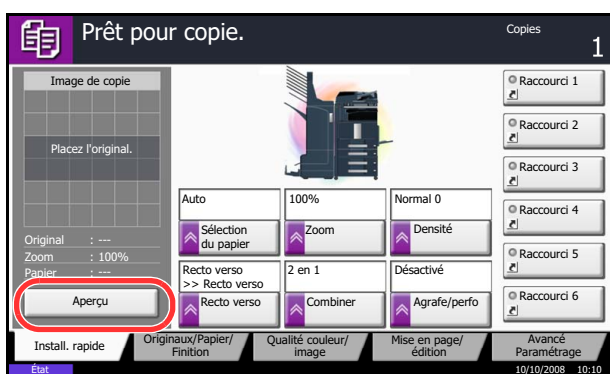 Prêt pour copie.
Copies
1
Image de copie
Placez l'original.
Original : ---
Zoom : 100%
Papier : ---
Aperçu
Auto
Sélection
du papier
100%
Zoom
Normal 0
Densité
Recto verso
>> Recto verso
Recto verso
2 en 1
Combiner
Désactivé
Agrafe/perfo
Raccourci 1
Raccourci 2
Raccourci 3
Raccourci 4
Raccourci 5
Raccourci 6
Install. rapide
Originaux/Papier/
Finition
Qualité couleur/
image
Mise en page/
édition
Avancé
Paramétrage
État
10/10/2008 10:10